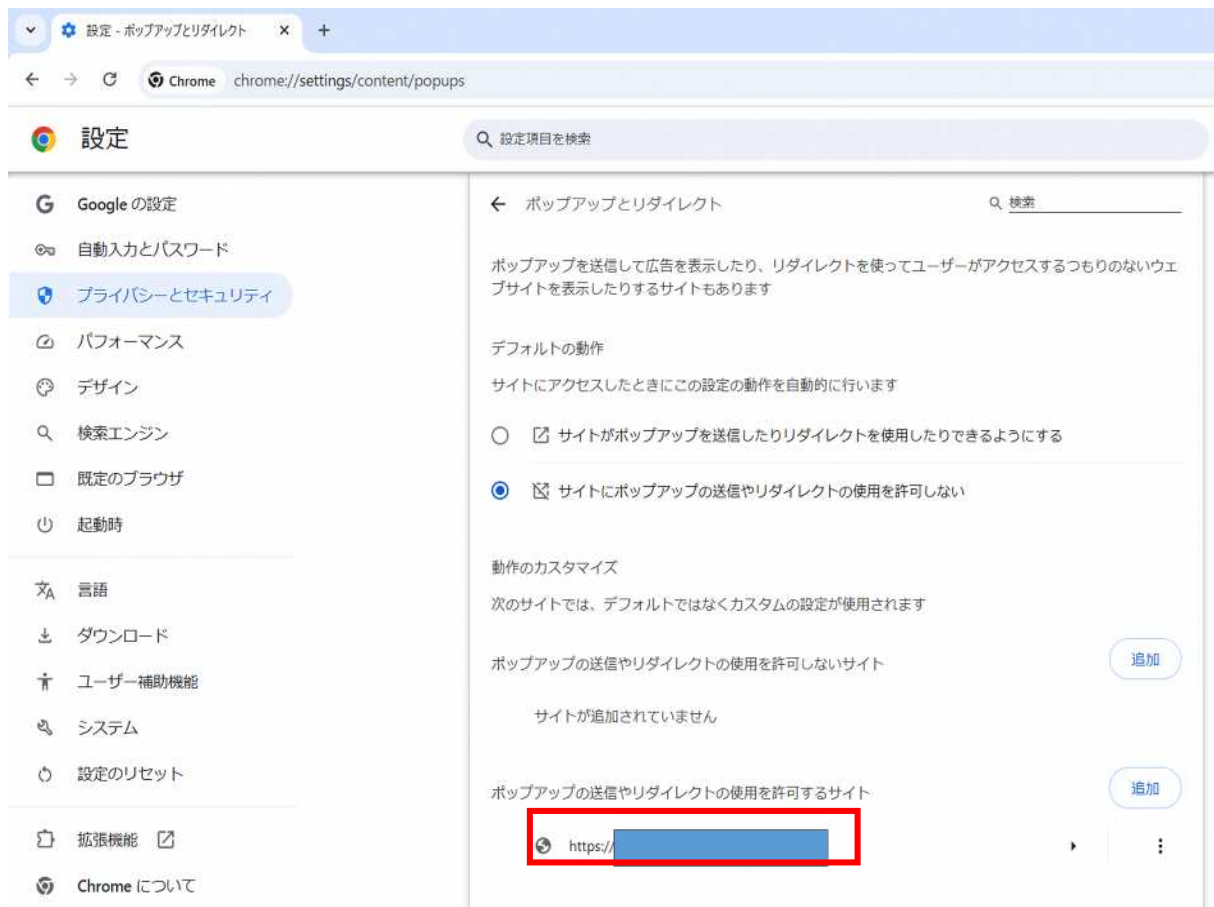 設定 - ポップアップとリダイレクト
Chrome chrome://settings/content/popups
設定
設定項目を検索
Google の設定
自動入力とパスワード
プライバシーとセキュリティ
パフォーマンス
デザイン
検索エンジン
既定のブラウザ
起動時
言語
ダウンロード
ユーザー補助機能
システム
設定のリセット
拡張機能
Chrome について
ポップアップとリダイレクト
検索
ポップアップを送信して広告を表示したり、リダイレクトを使ってユーザーがアクセスするつもりのないウェ
ブサイトを表示したりするサイトもあります
デフォルトの動作
サイトにアクセスしたときにこの設定の動作を自動的に行います
サイトがポップアップを送信したりリダイレクトを使用したりできるようにする
サイトにポップアップの送信やリダイレクトの使用を許可しない
動作のカスタマイズ
次のサイトでは、デフォルトではなくカスタムの設定が使用されます
ポップアップの送信やリダイレクトの使用を許可しないサイト
追加
サイトが追加されていません
ポップアップの送信やリダイレクトの使用を許可するサイト
追加
https://